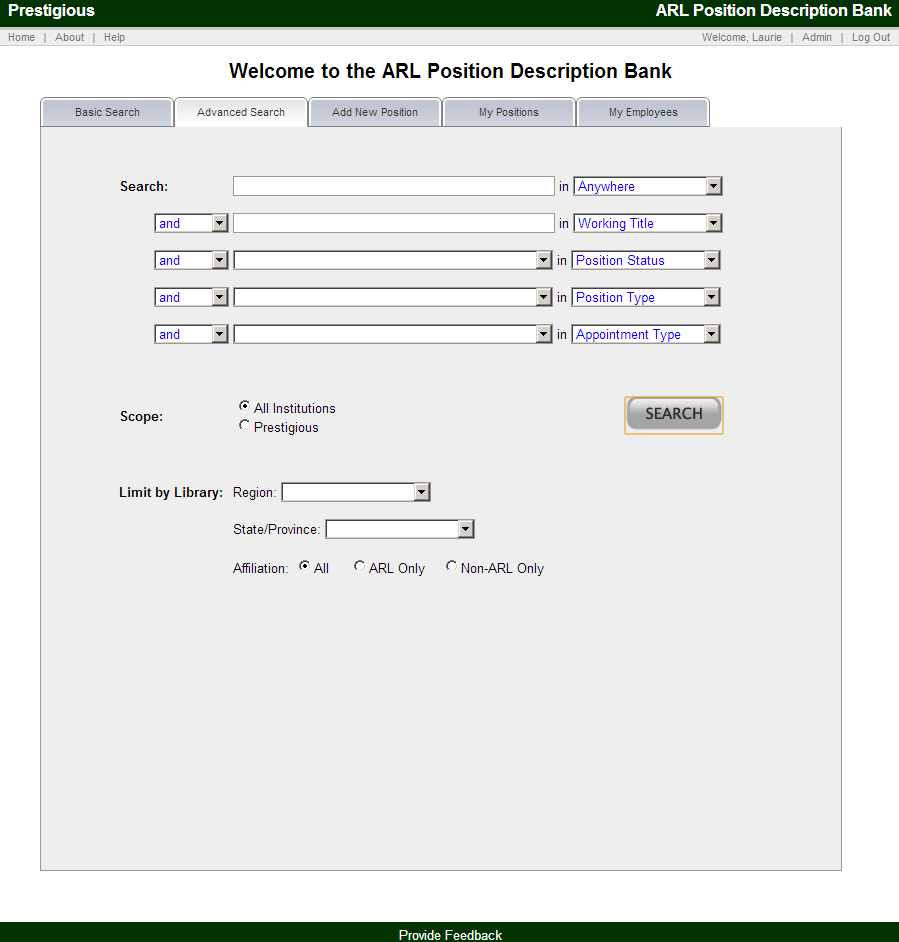 Prestigious ARL Position Description Bank
Home | About | Help Welcome, Laurie | Admin | Log Out
Welcome to the ARL Position Description Bank
Basic Search Advanced Search Add New Position My Positions My Employees
Search: in Anywhere
and in Working Title
and in Position Status
and in Position Type
and in Appointment Type
Scope: All Institutions
Prestigious
SEARCH
Limit by Library: Region:
State/Province:
Affiliation: All ARL Only Non-ARL Only
Provide Feedback